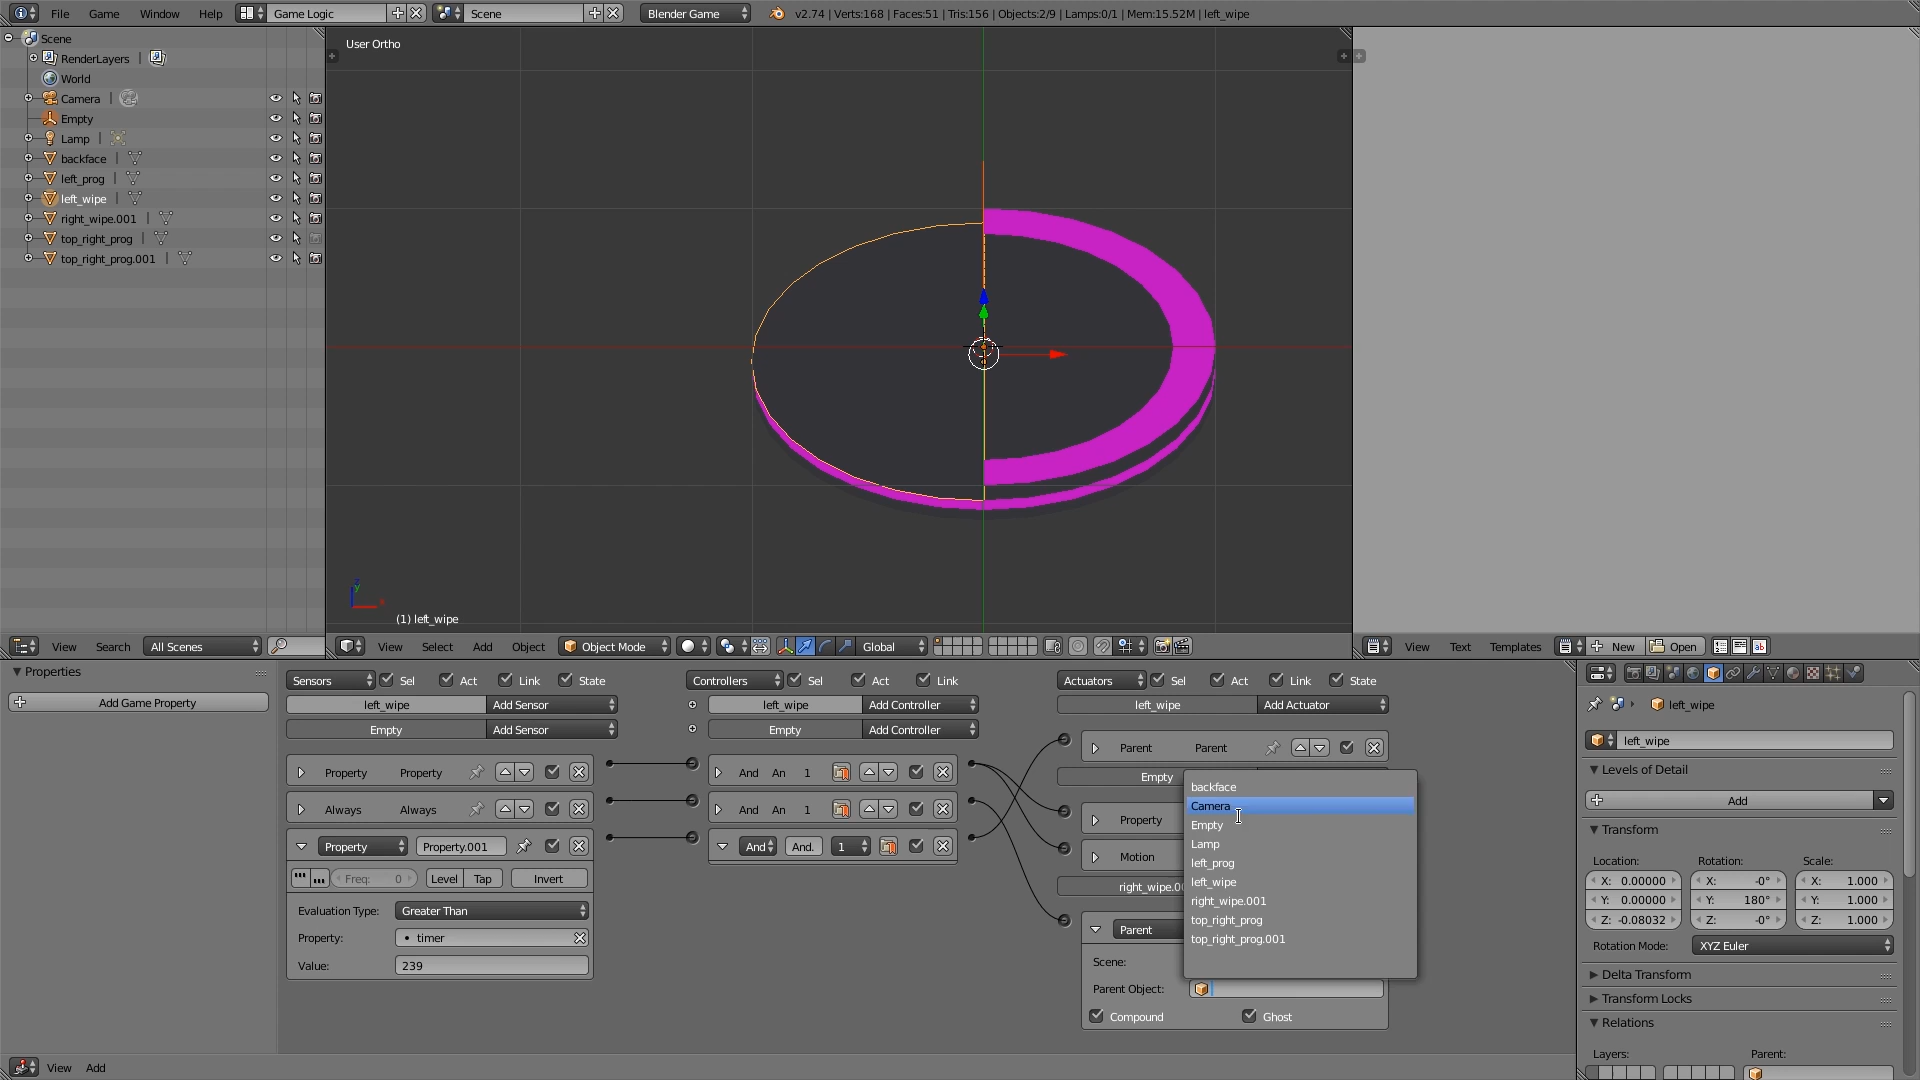 File Game Window Help Game Logic Scene Blender Game v2.74 | Verts:168 | Faces:51 | Tris:156 | Objects:2/9 | Lamps:0/1 | Mem:15.52M | left_wipe
Scene
RenderLayers
World
Camera
Empty
Lamp
backface
left_prog
left_wipe
right_wipe.001
top_right_prog
top_right_prog.001
User Ortho
(1) left_wipe
View Search All Scenes
View Select Add Object Object Mode Global
View Text Templates New Open
Properties
Add Game Property
Sensors Sel Act Link State
left_wipe Add Sensor
Empty Add Sensor
Property Property
Always Always
Property Property.001
Freq: 0 Level Tap Invert
Evaluation Type: Greater Than
Property: timer
Value: 239
Controllers Sel Act Link
left_wipe Add Controller
Empty Add Controller
And An 1
And An 1
And And. 1
Actuators Sel Act Link State
left_wipe Add Actuator
Parent Parent
Empty
Property
Motion
right_wipe.00
Parent
Scene:
Parent Object:
Compound Ghost
backface
Camera
Empty
Lamp
left_prog
left_wipe
right_wipe.001
top_right_prog
top_right_prog.001
left_wipe
left_wipe
Levels of Detail
Add
Transform
Location: Rotation: Scale:
X: 0.00000 X: -0° X: 1.000
Y: 0.00000 Y: 180° Y: 1.000
Z: -0.08032 Z: -0° Z: 1.000
Rotation Mode: XYZ Euler
Delta Transform
Transform Locks
Relations
Layers: Parent:
View Add